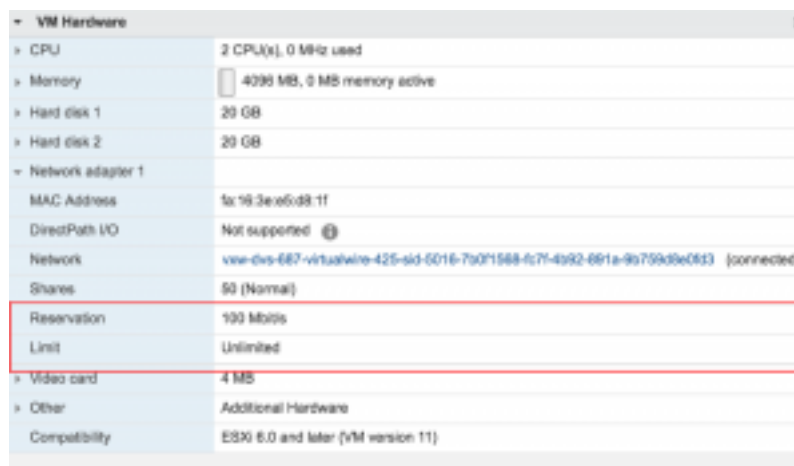 VM Hardware
CPU 2 CPU(s), 0 MHz used
Memory 4096 MB, 0 MB memory active
Hard disk 1 20 GB
Hard disk 2 20 GB
Network adapter 1
MAC Address fa:16:3e:e5:d8:1f
DirectPath I/O Not supported
Network vxw-dvs-687-virtualwire-425-sid-5016-7b0f1568-fc7f-4b92-891a-9b759d8e0fd3 (connected
Shares 50 (Normal)
Reservation 100 Mbit/s
Limit Unlimited
Video card 4 MB
Other Additional Hardware
Compatibility ESXi 6.0 and later (VM version 11)